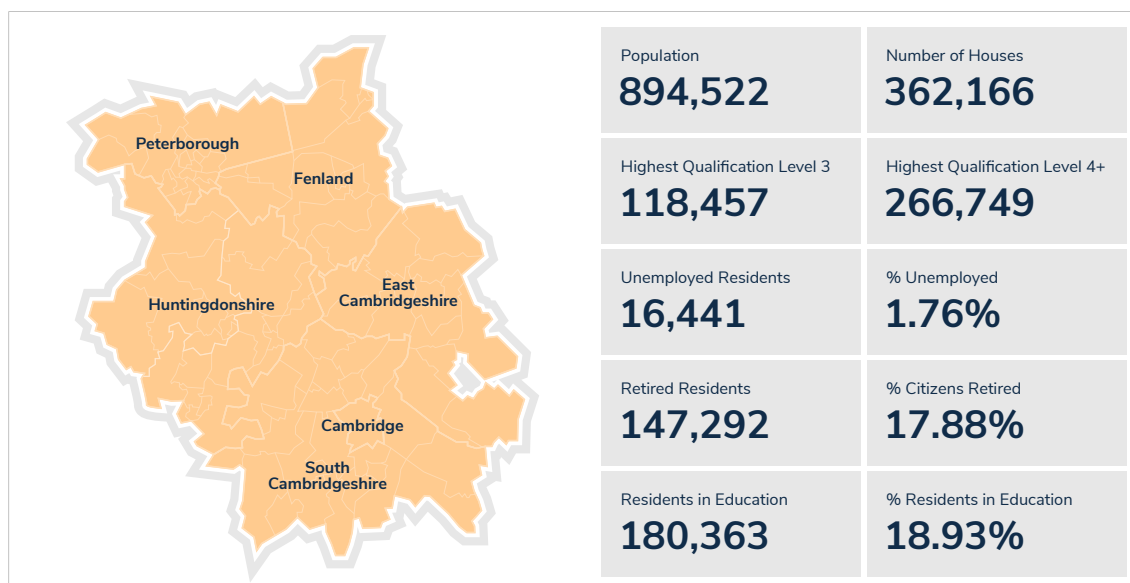 Peterborough
Fenland
East
Cambridgeshire
Huntingdonshire
Cambridge
South
Cambridgeshire
Population
894,522
Number of Houses
362,166
Highest Qualification Level 3
118,457
Highest Qualification Level 4+
266,749
Unemployed Residents
16,441
% Unemployed
1.76%
Retired Residents
147,292
% Citizens Retired
17.88%
Residents in Education
180,363
% Residents in Education
18.93%